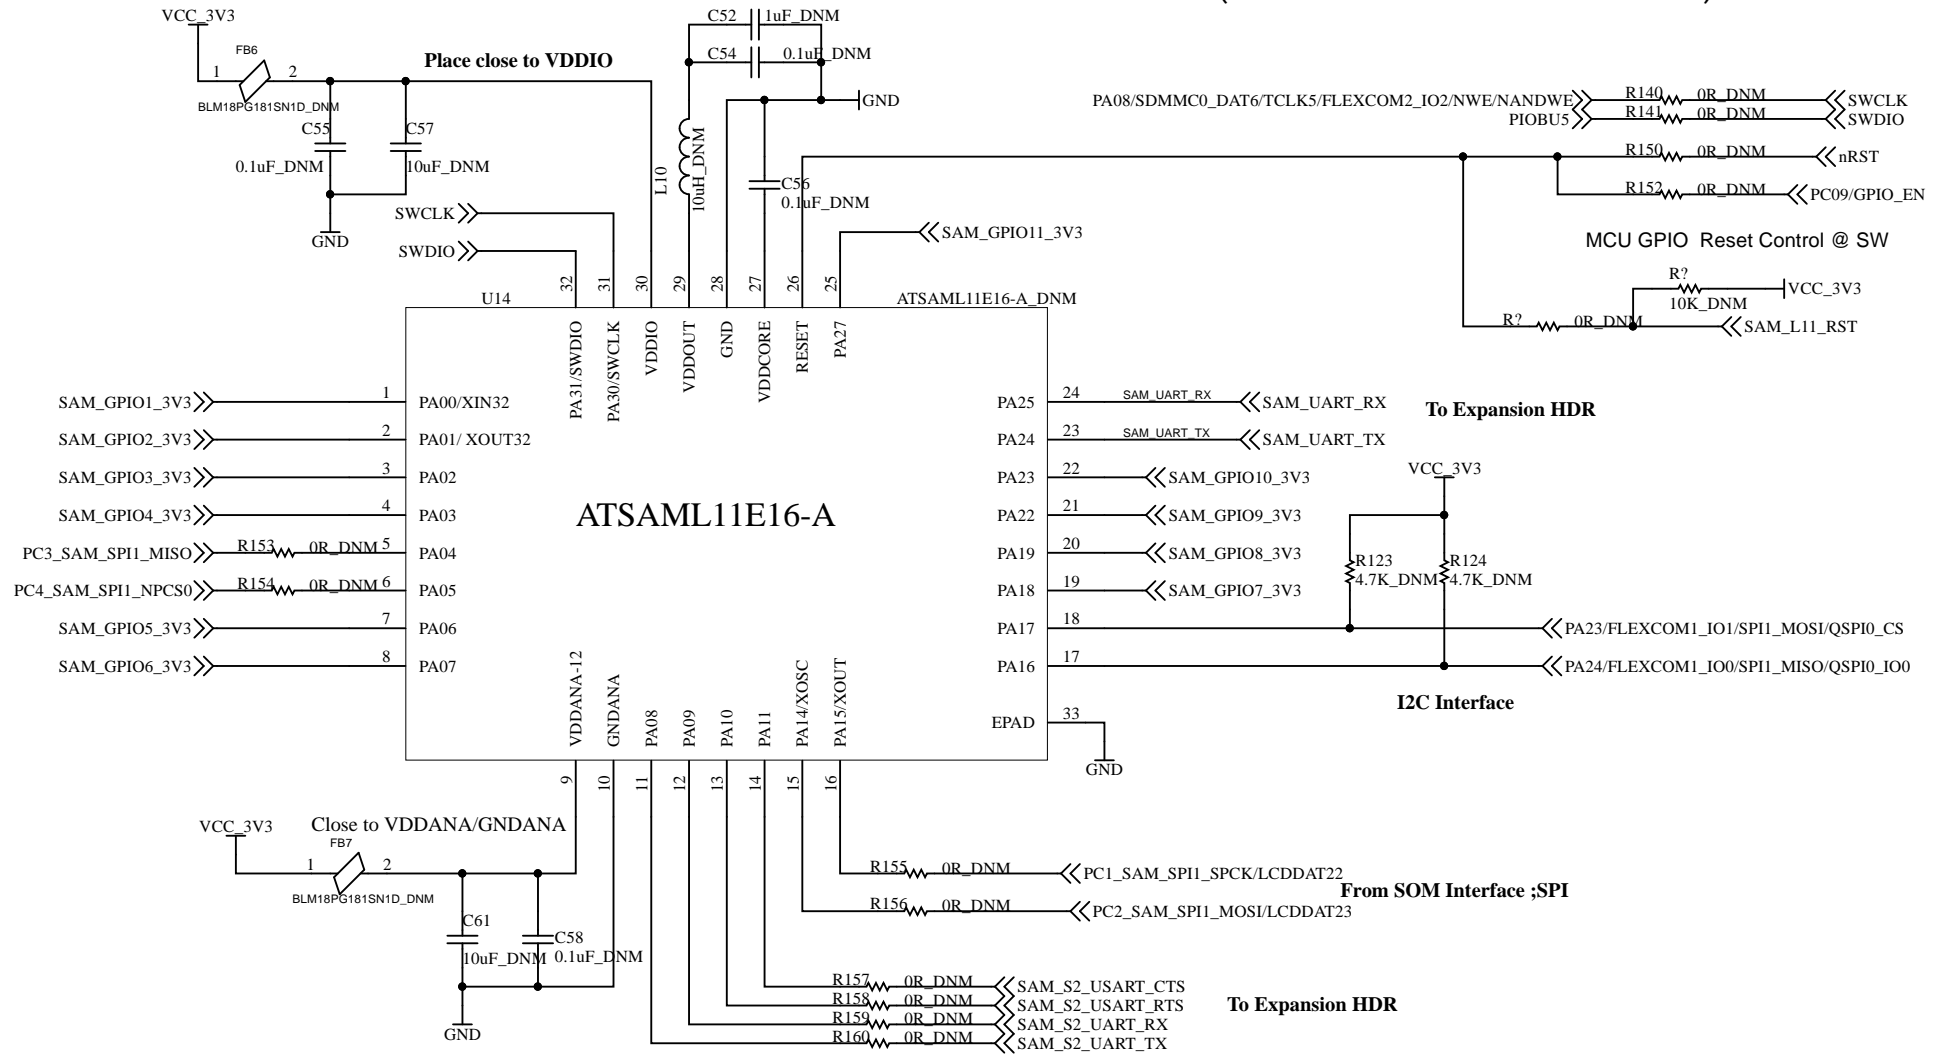 VCC_3V3
FB6
1
2
BLM18PG181SN1D_DNM
Place close to VDDIO
C55
0.1uF_DNM
C57
10uF_DNM
GND
C52
1uF_DNM
C54
0.1uF_DNM
GND
L10
10uH_DNM
C56
0.1uF_DNM
SWCLK
SWDIO
SAM_GPIO11_3V3
PA08/SDMMC0_DAT6/TCLK5/FLEXCOM2_IO2/NWE/NANDWE
R140
0R_DNM
SWCLK
PIOBU5
R141
0R_DNM
SWDIO
R150
0R_DNM
nRST
R152
0R_DNM
PC09/GPIO_EN
MCU GPIO  Reset Control @ SW
R?
10K_DNM
VCC_3V3
R?
0R_DNM
SAM_L11_RST
32
31
30
29
28
27
26
25
U14
ATSAML11E16-A_DNM
PA31/SWDIO
PA30/SWCLK
VDDIO
VDDOUT
GND
VDDCORE
RESET
PA27
SAM_GPIO1_3V3
1
PA00/XIN32
SAM_GPIO2_3V3
2
PA01/ XOUT32
SAM_GPIO3_3V3
3
PA02
SAM_GPIO4_3V3
4
PA03
PC3_SAM_SPI1_MISO
R153
0R_DNM
5
PA04
PC4_SAM_SPI1_NPCS0
R154
0R_DNM
6
PA05
SAM_GPIO5_3V3
7
PA06
SAM_GPIO6_3V3
8
PA07
ATSAML11E16-A
PA25
24
SAM_UART_RX
SAM_UART_RX
To Expansion HDR
PA24
23
SAM_UART_TX
SAM_UART_TX
PA23
22
SAM_GPIO10_3V3
PA22
21
SAM_GPIO9_3V3
PA19
20
SAM_GPIO8_3V3
PA18
19
SAM_GPIO7_3V3
VCC_3V3
R123
4.7K_DNM
R124
4.7K_DNM
PA17
18
PA23/FLEXCOM1_IO1/SPI1_MOSI/QSPI0_CS
PA16
17
PA24/FLEXCOM1_IO0/SPI1_MISO/QSPI0_IO0
I2C Interface
EPAD
33
GND
VDDANA-12
GNDANA
PA08
PA09
PA10
PA11
PA14/XOSC
PA15/XOUT
9
10
11
12
13
14
15
16
VCC_3V3
Close to VDDANA/GNDANA
FB7
1
2
BLM18PG181SN1D_DNM
C61
10uF_DNM
C58
0.1uF_DNM
GND
R155
0R_DNM
PC1_SAM_SPI1_SPCK/LCDDAT22
From SOM Interface ;SPI
R156
0R_DNM
PC2_SAM_SPI1_MOSI/LCDDAT23
R157
0R_DNM
SAM_S2_USART_CTS
R158
0R_DNM
SAM_S2_USART_RTS
To Expansion HDR
R159
0R_DNM
SAM_S2_UART_RX
R160
0R_DNM
SAM_S2_UART_TX